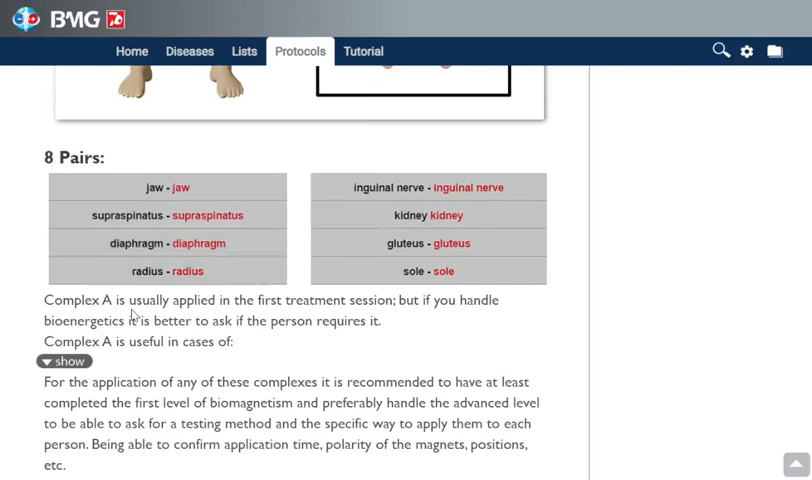 BMG
Home Diseases Lists Protocols Tutorial
8 Pairs:
jaw - jaw
supraspinatus - supraspinatus
diaphragm - diaphragm
radius - radius
inguinal nerve - inguinal nerve
kidney kidney
gluteus - gluteus
sole - sole
Complex A is usually applied in the first treatment session; but if you handle
bioenergetics it is better to ask if the person requires it.
Complex A is useful in cases of:
show
For the application of any of these complexes it is recommended to have at least
completed the first level of biomagnetism and preferably handle the advanced level
to be able to ask for a testing method and the specific way to apply them to each
person. Being able to confirm application time, polarity of the magnets, positions,
etc.